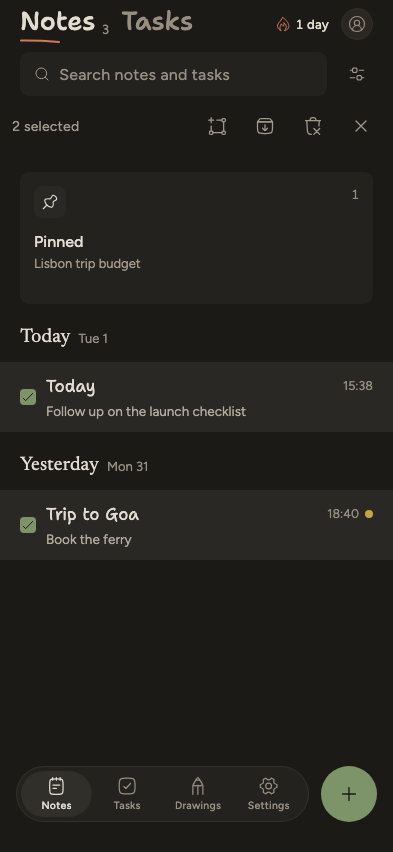 Notes 3 Tasks
1 day
Search notes and tasks
2 selected
1
Pinned
Lisbon trip budget
Today Tue 1
Today 15:38
Follow up on the launch checklist
Yesterday Mon 31
Trip to Goa 18:40
Book the ferry
Notes Tasks Drawings Settings